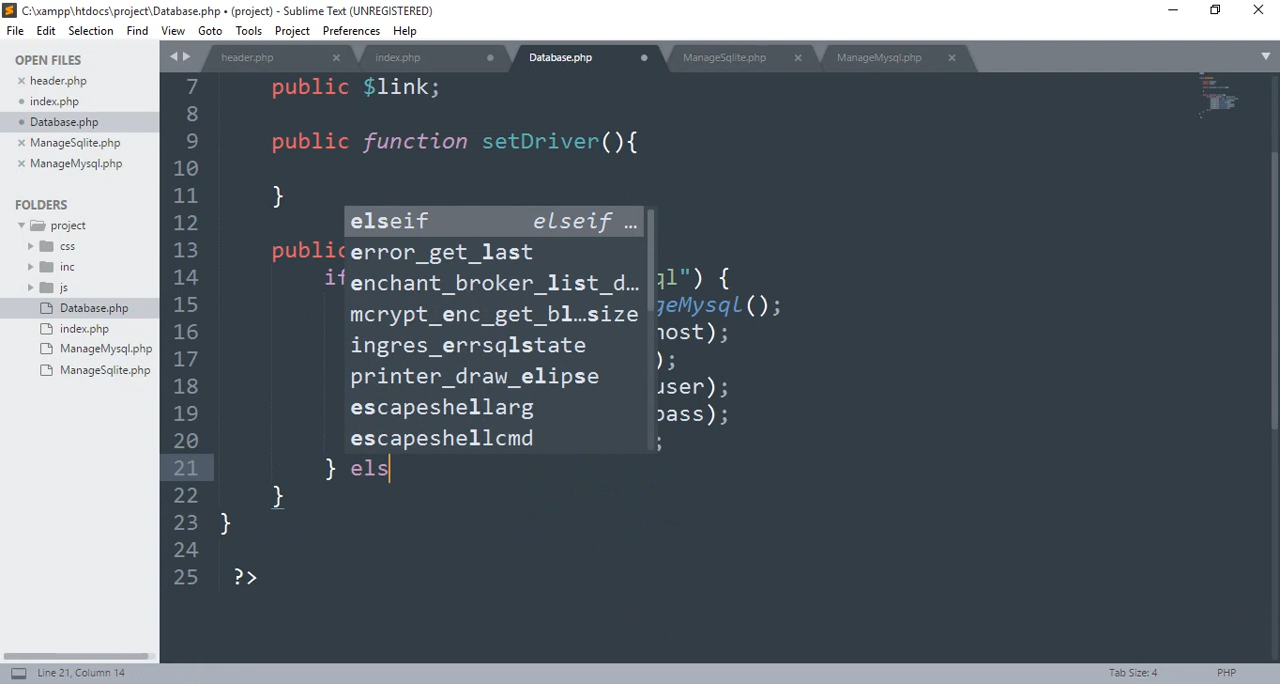 C:\xampp\htdocs\project\Database.php • (project) - Sublime Text (UNREGISTERED)
File Edit Selection Find View Goto Tools Project Preferences Help
OPEN FILES
header.php
index.php
Database.php
ManageSqlite.php
ManageMysql.php
FOLDERS
project
css
inc
js
Database.php
index.php
ManageMysql.php
ManageSqlite.php
header.php index.php Database.php ManageSqlite.php ManageMysql.php
7 public $link;
8
9 public function setDriver(){
10
11 }
12
13 public
14 if ql") {
15 geMysql();
16 host);
17 );
18 user);
19 pass);
20 ;
21 } els
22 }
23 }
24
25 ?>
elseif elseif …
error_get_last
enchant_broker_list_d…
mcrypt_enc_get_bl…size
ingres_errsqlstate
printer_draw_elipse
escapeshellarg
escapeshellcmd
Line 21, Column 14 Tab Size: 4 PHP